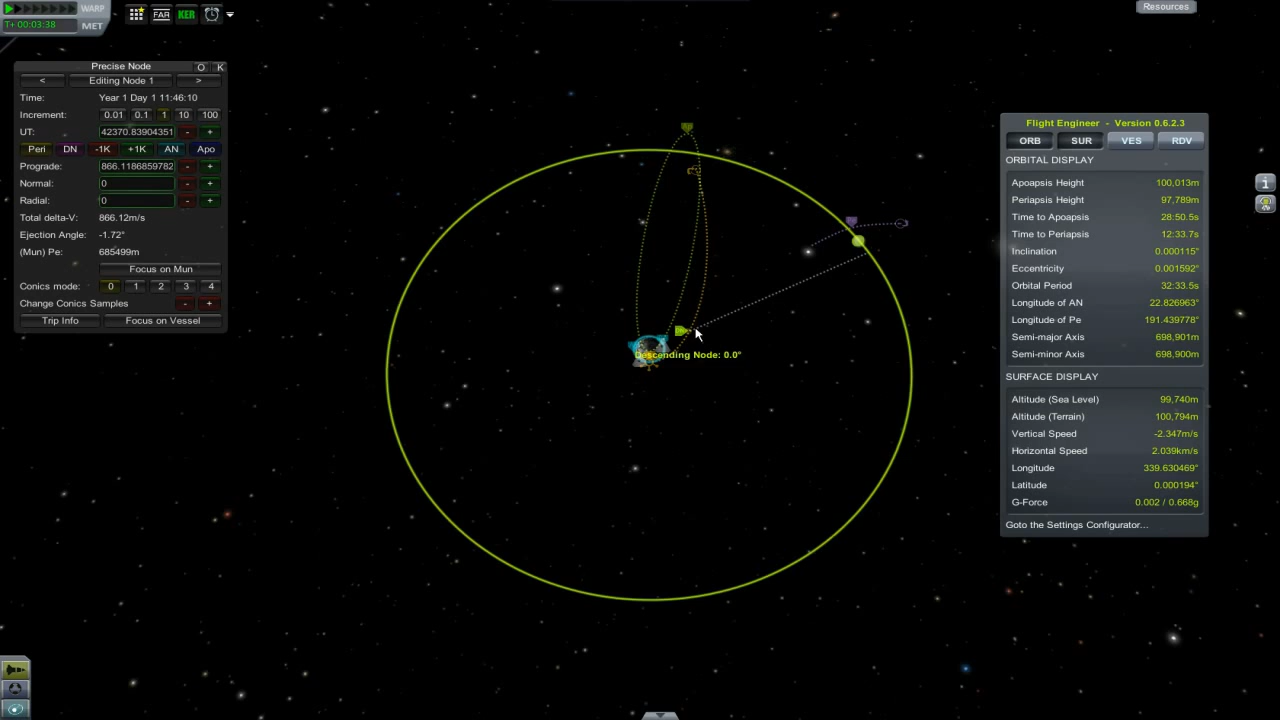 WARP
T+ 00:03:38
MET
FAR
KER
Resources
Precise Node
O
K
<
Editing Node 1
>
Time: Year 1 Day 1 11:46:10
Increment: 0.01 0.1 1 10 100
UT: 42370.83904351 - +
Peri DN -1K +1K AN Apo
Prograde: 866.1186859782 - +
Normal: 0 - +
Radial: 0 - +
Total delta-V: 866.12m/s
Ejection Angle: -1.72°
(Mun) Pe: 685499m
Focus on Mun
Conics mode: 0 1 2 3 4
Change Conics Samples - +
Trip Info Focus on Vessel
Descending Node: 0.0°
Flight Engineer - Version 0.6.2.3
ORB SUR VES RDV
ORBITAL DISPLAY
Apoapsis Height 100,013m
Periapsis Height 97,789m
Time to Apoapsis 28:50.5s
Time to Periapsis 12:33.7s
Inclination 0.000115°
Eccentricity 0.001592°
Orbital Period 32:33.5s
Longitude of AN 22.826963°
Longitude of Pe 191.439778°
Semi-major Axis 698,901m
Semi-minor Axis 698,900m
SURFACE DISPLAY
Altitude (Sea Level) 99,740m
Altitude (Terrain) 100,794m
Vertical Speed -2.347m/s
Horizontal Speed 2.039km/s
Longitude 339.630469°
Latitude 0.000194°
G-Force 0.002 / 0.668g
Goto the Settings Configurator...